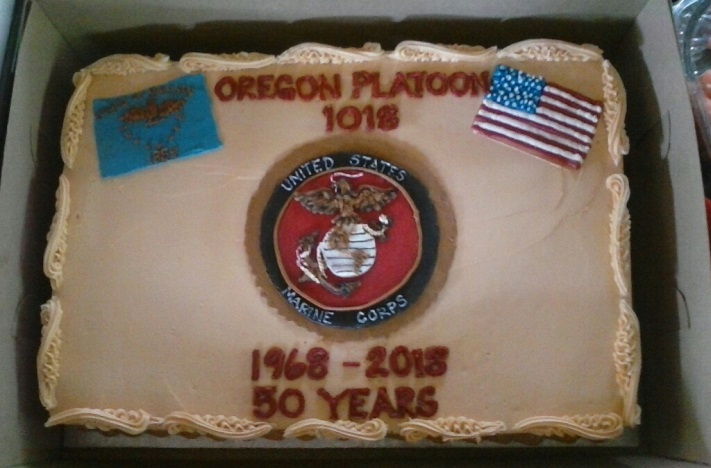 OREGON PLATOON
1018
UNITED STATES
MARINE CORPS
1968 - 2018
50 YEARS